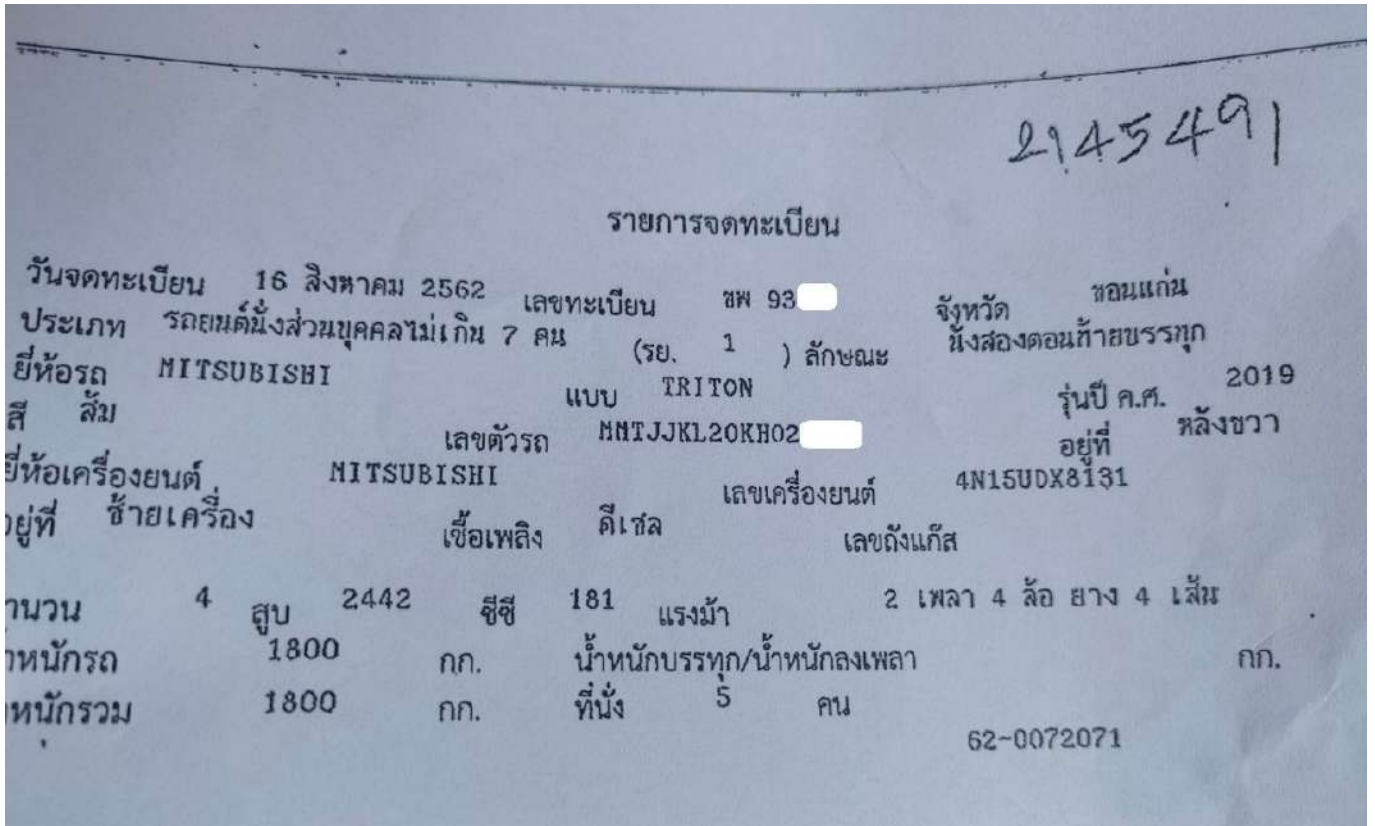 2145491
รายการจดทะเบียน
วันจดทะเบียน 16 สิงหาคม 2562 เลขทะเบียน ขพ 93 จังหวัด ขอนแก่น
ประเภท รถยนต์นั่งส่วนบุคคลไม่เกิน 7 คน (รย. 1 ) ลักษณะ นั่งสองตอนท้ายบรรทุก
ยี่ห้อรถ MITSUBISHI แบบ TRITON รุ่นปี ค.ศ. 2019
สี ส้ม เลขตัวรถ MMTJJKL20KH02 อยู่ที่ หลังขวา
ยี่ห้อเครื่องยนต์ MITSUBISHI เลขเครื่องยนต์ 4N15UDX8131
อยู่ที่ ซ้ายเครื่อง เชื้อเพลิง ดีเซล เลขถังแก๊ส
จำนวน 4 สูบ 2442 ซีซี 181 แรงม้า 2 เพลา 4 ล้อ ยาง 4 เส้น
น้ำหนักรถ 1800 กก. น้ำหนักบรรทุก/น้ำหนักลงเพลา กก.
น้ำหนักรวม 1800 กก. ที่นั่ง 5 คน
62-0072071